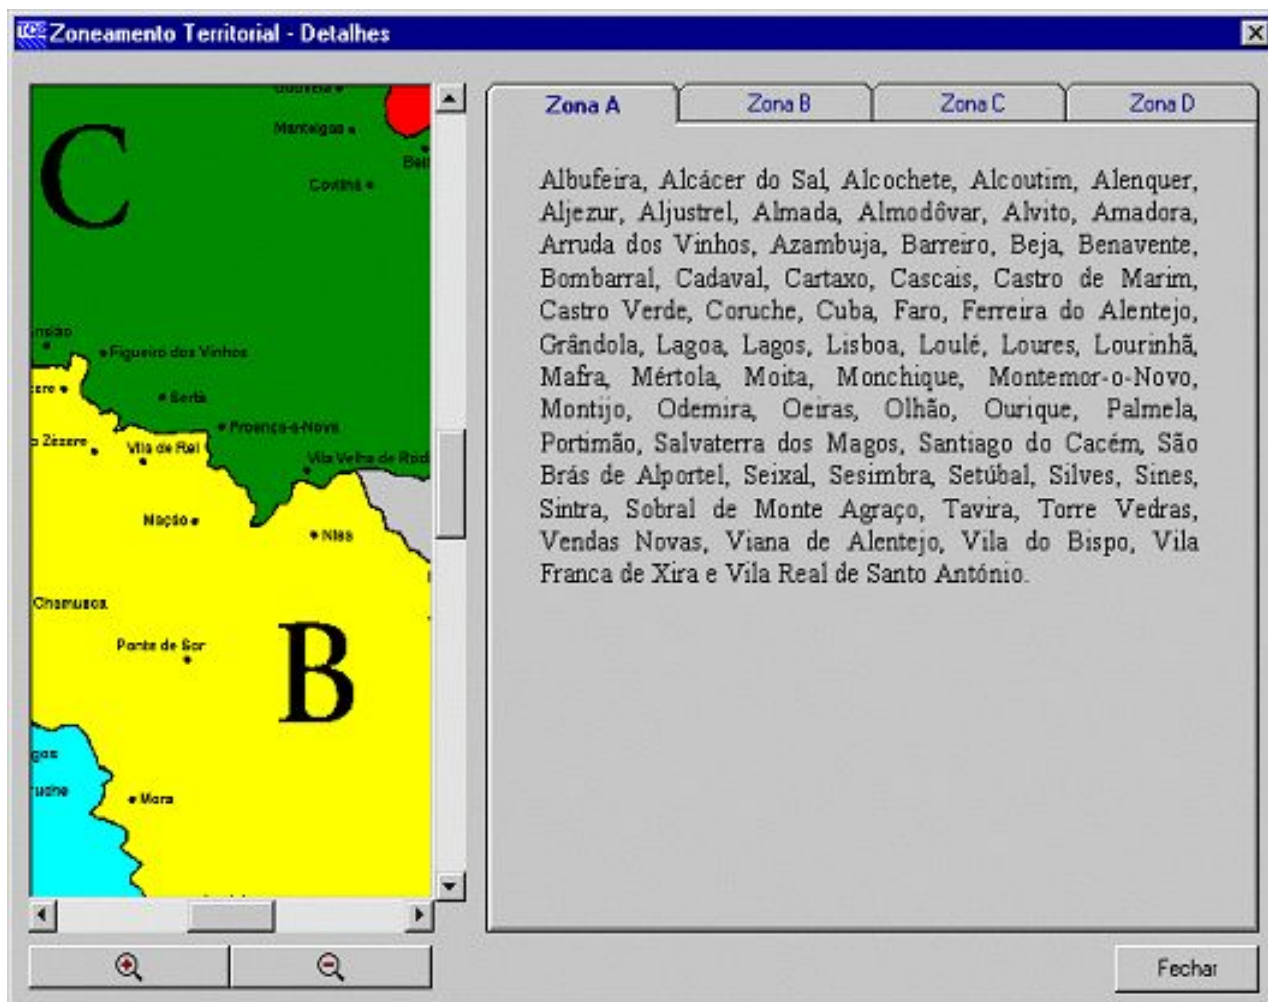 TCE Zoneamento Territorial - Detalhes
C
Manteigas
Covilhã
Figueiro dos Vinhos
Sertã
Proença-a-Nova
o Zêzere
Vila de Rei
Vila Velha de Rod
Mação
Nisa
Chamusca
Ponte de Sor
B
gos
ruche
Mora
Zona A
Zona B
Zona C
Zona D
Albufeira, Alcácer do Sal, Alcochete, Alcoutim, Alenquer,
Aljezur, Aljustrel, Almada, Almodôvar, Alvito, Amadora,
Arruda dos Vinhos, Azambuja, Barreiro, Beja, Benavente,
Bombarral, Cadaval, Cartaxo, Cascais, Castro de Marim,
Castro Verde, Coruche, Cuba, Faro, Ferreira do Alentejo,
Grândola, Lagoa, Lagos, Lisboa, Loulé, Loures, Lourinhã,
Mafra, Mértola, Moita, Monchique, Montemor-o-Novo,
Montijo, Odemira, Oeiras, Olhão, Ourique, Palmela,
Portimão, Salvaterra dos Magos, Santiago do Cacém, São
Brás de Alportel, Seixal, Sesimbra, Setúbal, Silves, Sines,
Sintra, Sobral de Monte Agraço, Tavira, Torre Vedras,
Vendas Novas, Viana de Alentejo, Vila do Bispo, Vila
Franca de Xira e Vila Real de Santo António.
Fechar